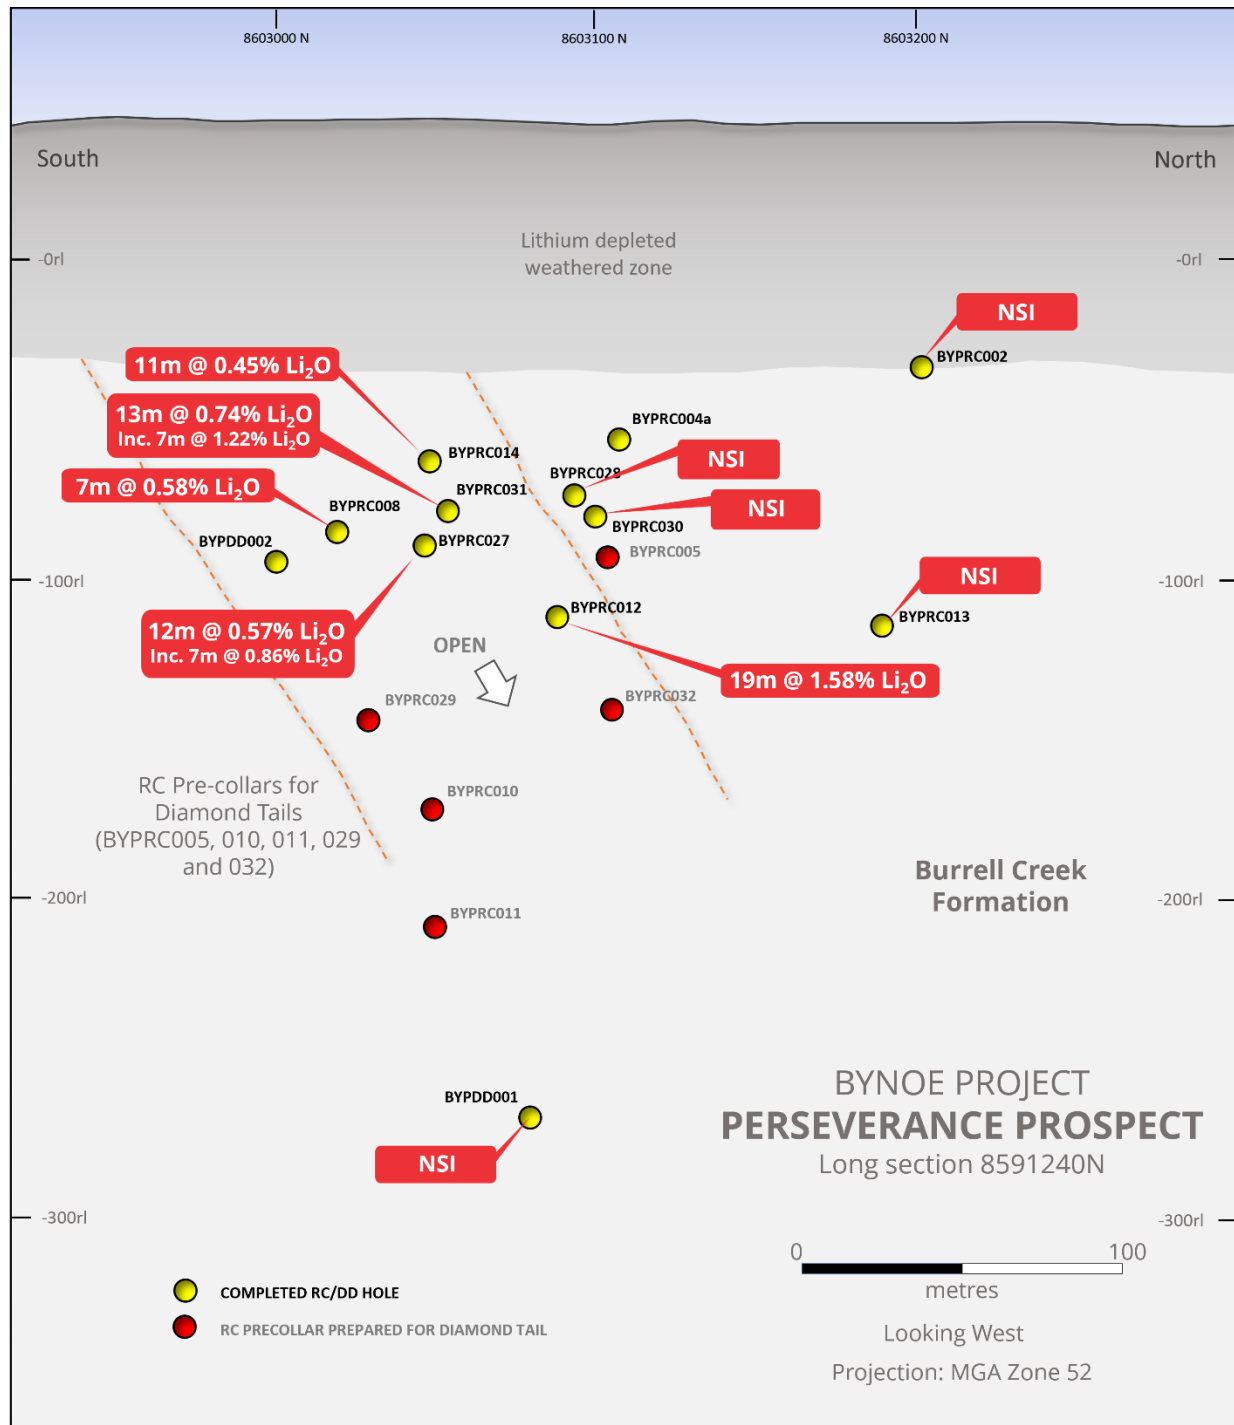 8603000 N
8603100 N
8603200 N
South
North
Lithium depleted
weathered zone
-0rl
-0rl
NSI
BYPRC002
11m @ 0.45% Li₂O
13m @ 0.74% Li₂O
Inc. 7m @ 1.22% Li₂O
7m @ 0.58% Li₂O
BYPRC004a
BYPRC014
BYPRC028
NSI
BYPRC031
BYPRC008
NSI
BYPRC030
BYPDD002
BYPRC027
BYPRC005
-100rl
-100rl
NSI
BYPRC012
BYPRC013
12m @ 0.57% Li₂O
Inc. 7m @ 0.86% Li₂O
OPEN
19m @ 1.58% Li₂O
BYPRC029
BYPRC032
RC Pre-collars for
Diamond Tails
(BYPRC005, 010, 011, 029
and 032)
BYPRC010
Burrell Creek
Formation
-200rl
-200rl
BYPRC011
BYPDD001
NSI
BYNOE PROJECT
PERSEVERANCE PROSPECT
Long section 8591240N
-300rl
-300rl
0
100
metres
COMPLETED RC/DD HOLE
RC PRECOLLAR PREPARED FOR DIAMOND TAIL
Looking West
Projection: MGA Zone 52